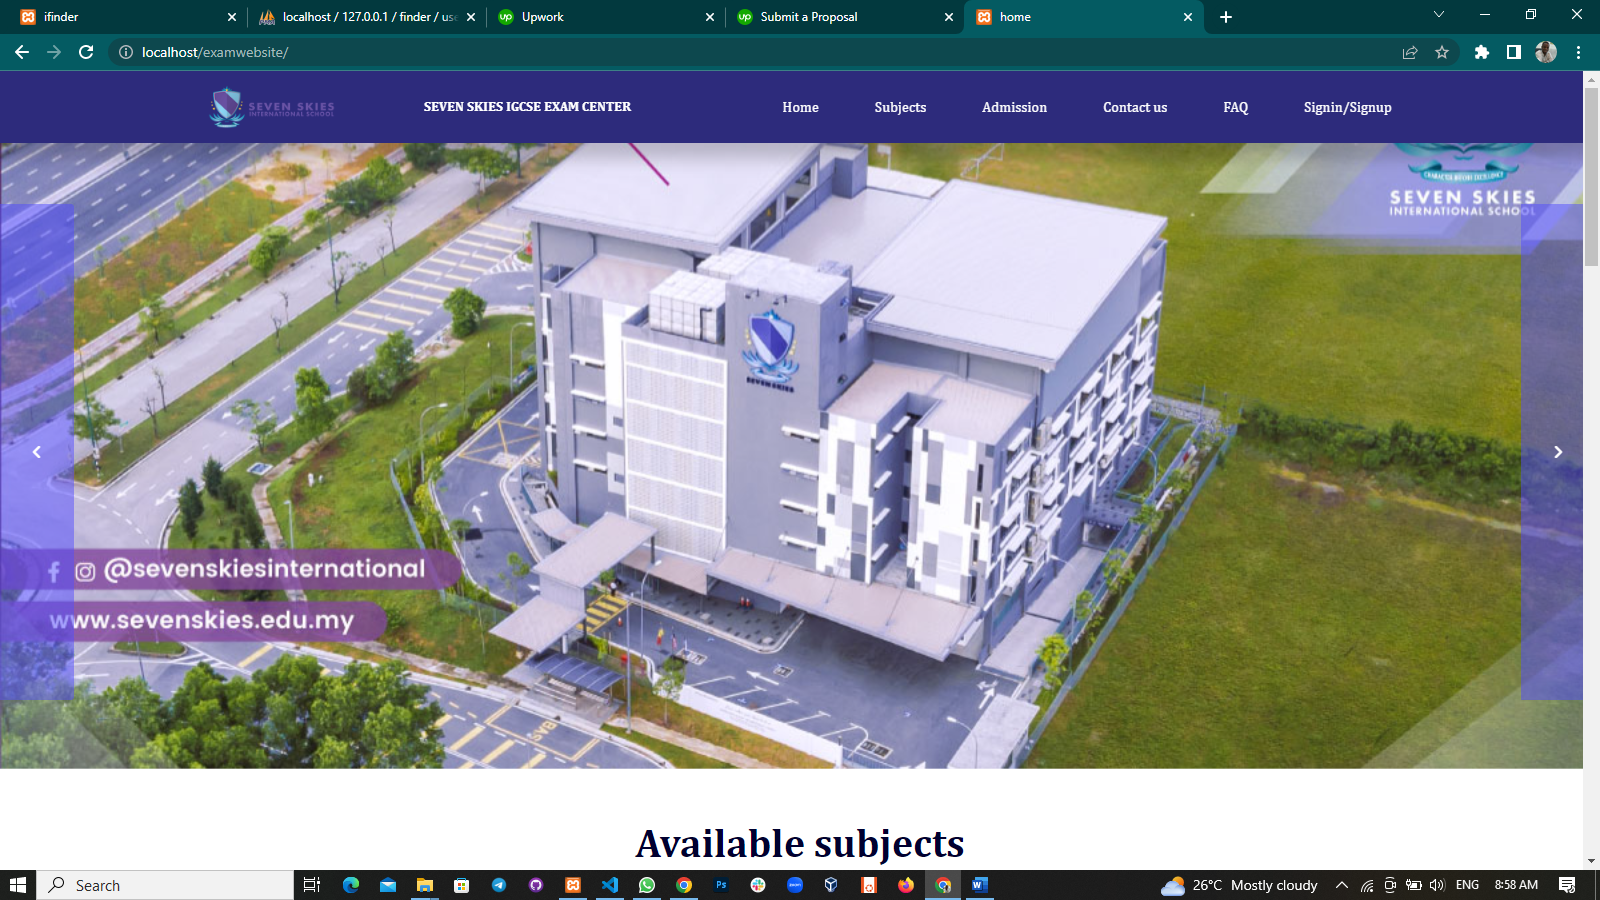 ifinder
localhost / 127.0.0.1 / finder / use
Upwork
Submit a Proposal
home
localhost/examwebsite/
SEVEN SKIES
INTERNATIONAL SCHOOL
SEVEN SKIES IGCSE EXAM CENTER
Home
Subjects
Admission
Contact us
FAQ
Signin/Signup
SEVEN SKIES
INTERNATIONAL SCHOOL
SEVEN SKIES
@sevenskiesinternational
www.sevenskies.edu.my
Available subjects
Search
26°C Mostly cloudy
ENG
8:58 AM